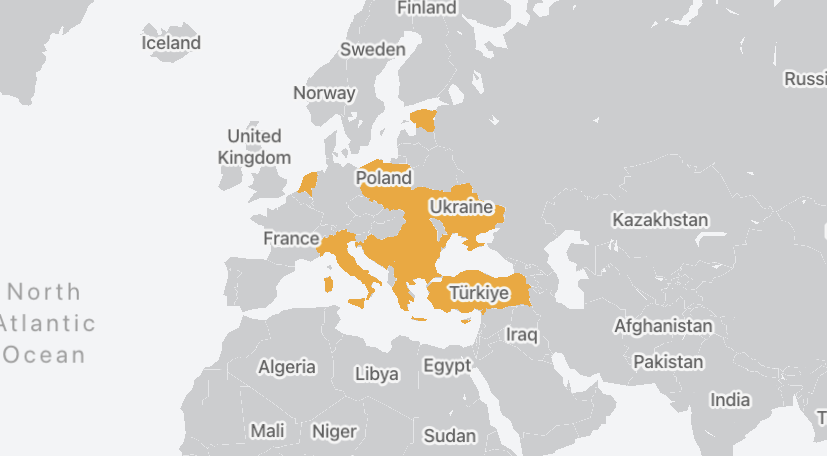 Finland
Iceland
Sweden
Russi
Norway
United
Kingdom
Poland
Ukraine
Kazakhstan
France
North
Atlantic
Ocean
Türkiye
Afghanistan
Iraq
Pakistan
Algeria
Libya
Egypt
India
T
Mali
Niger
Sudan